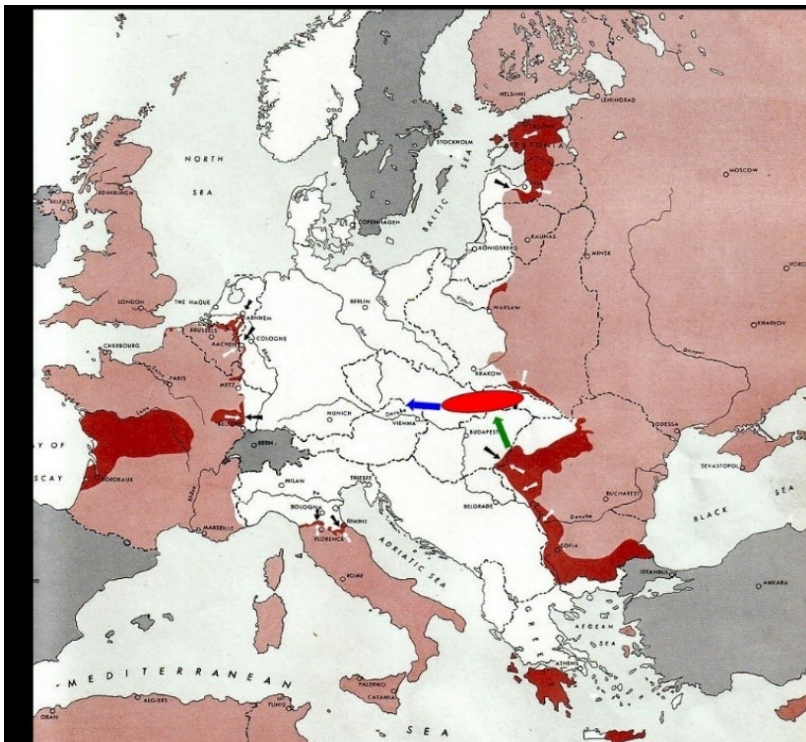 HELSINKI
LENINGRAD
OSLO
STOCKHOLM
ESTONIA
NORTH
SEA
MOSCOW
EDINBURGH
BELFAST
BALTIC SEA
COPENHAGEN
KAUNAS
KÖNIGSBERG
MINSK
LONDON
THE HAGUE
BERLIN
WARSAW
ARNHEM
BRUSSELS
COLOGNE
AACHEN
KHARKOV
CHERBOURG
PARIS
METZ
KRAKOW
MUNICH
VIENNA
BUDAPEST
ODESSA
BERN
BORDEAUX
MILAN
TRIESTE
SEVASTOPOL
BUCHAREST
BOLOGNA
RIMINI
BELGRADE
MARSEILLE
FLORENCE
BLACK SEA
SOFIA
ADRIATIC SEA
ROME
ISTANBUL
ANKARA
AEGEAN
SEA
ATHENS
MEDITERRANEAN
SEA
PALERMO
CATANIA
ALGIERS
TUNIS
ORAN